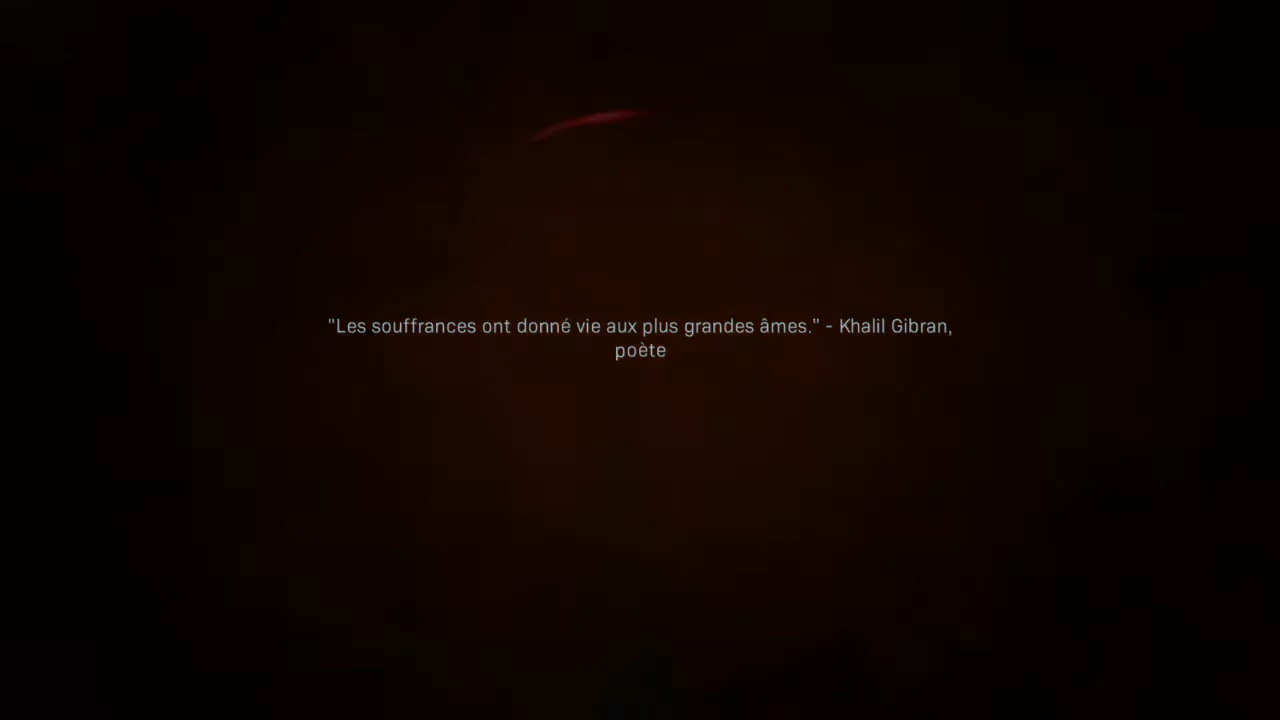 "Les souffrances ont donné vie aux plus grandes âmes." - Khalil Gibran,
poète